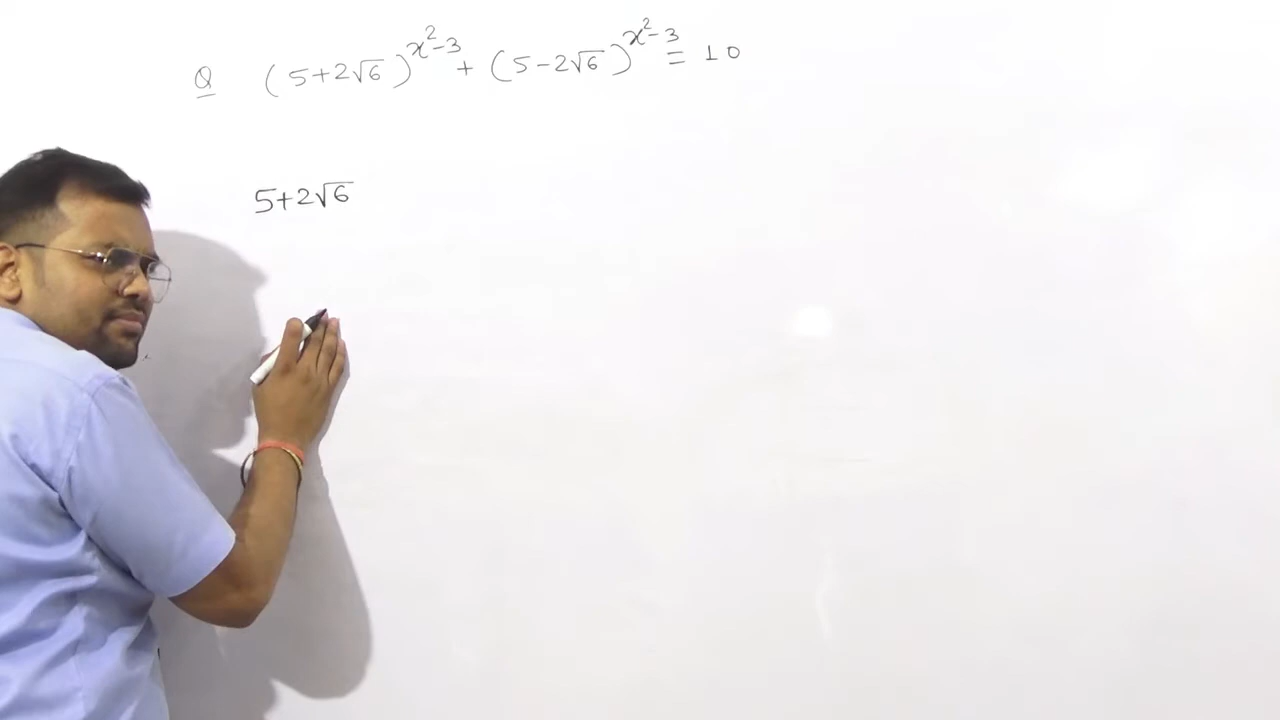 Q (5+2√6)^{x²-3} + (5-2√6)^{x²-3} = 10
5+2√6